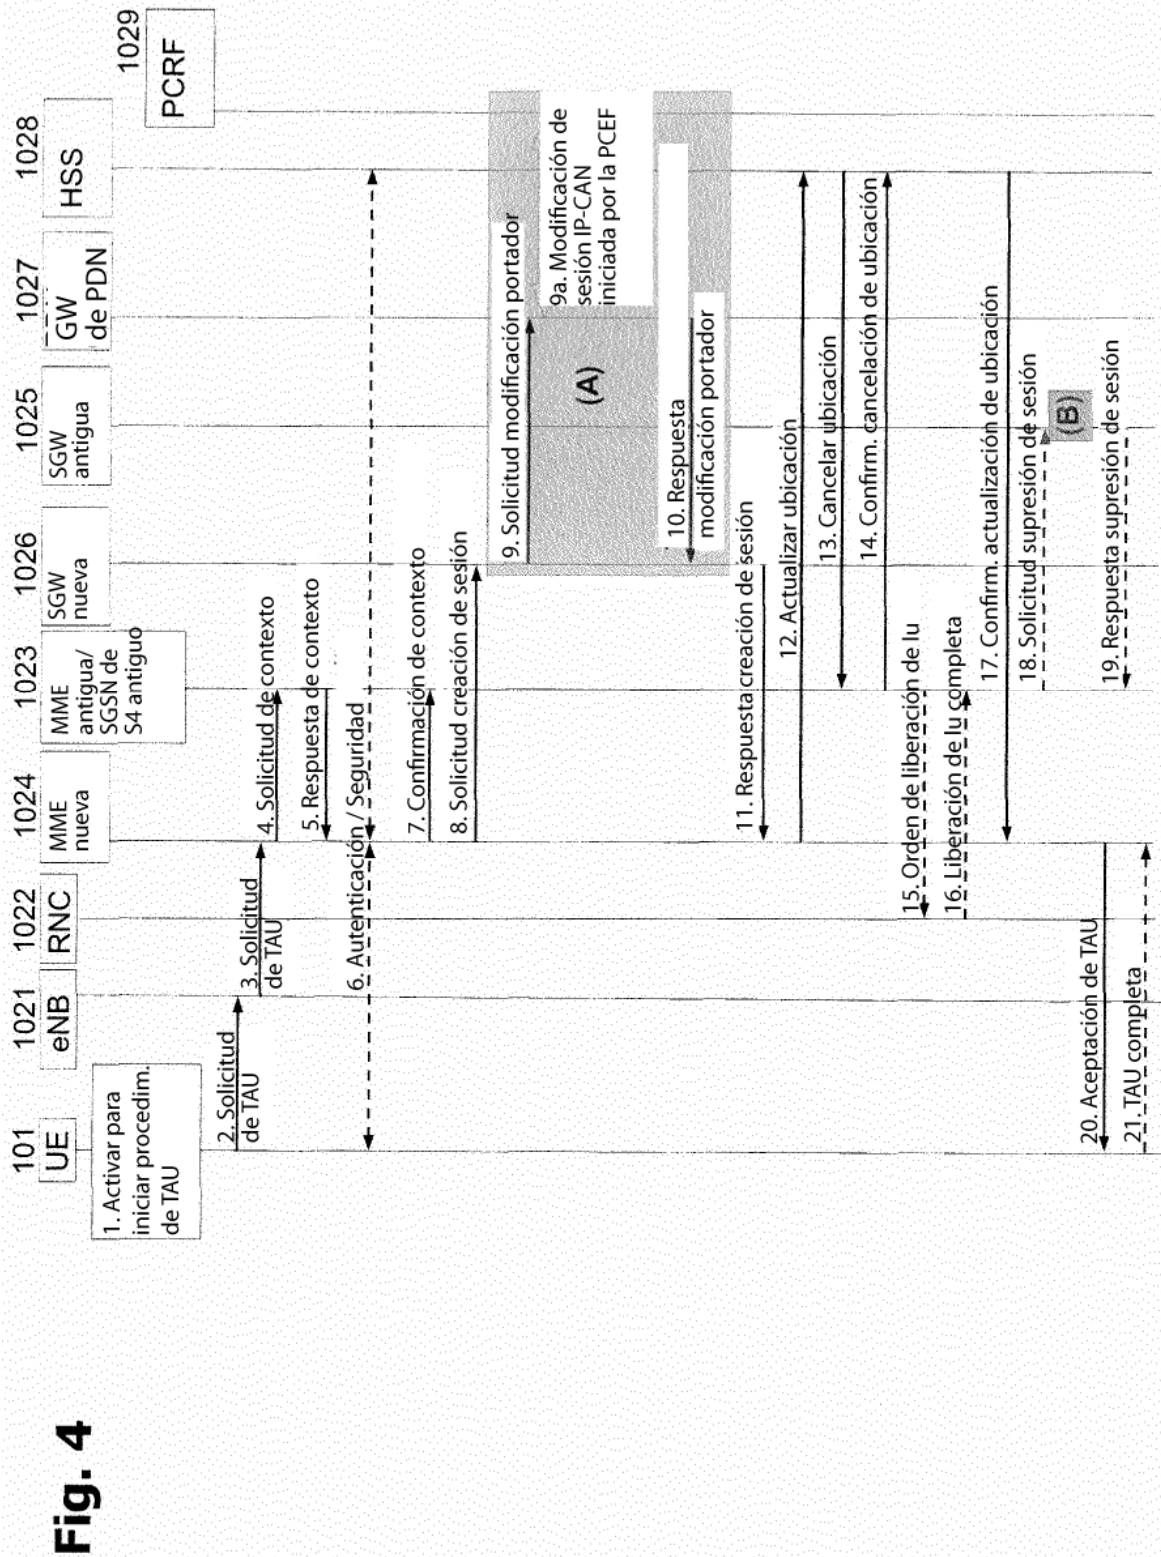 Fig. 4
101
UE
1021
eNB
1022
RNC
1024
MME
nueva
1023
MME
antigua/
SGSN de
S4 antiguo
1026
SGW
nueva
1025
SGW
antigua
1027
GW
de PDN
1028
HSS
1029
PCRF
1. Activar para
iniciar procedim.
de TAU
2. Solicitud
de TAU
3. Solicitud
de TAU
4. Solicitud de contexto
5. Respuesta de contexto
6. Autenticación / Seguridad
7. Confirmación de contexto
8. Solicitud creación de sesión
9. Solicitud modificación portador
9a. Modificación de
sesión IP-CAN
iniciada por la PCEF
(A)
10. Respuesta
modificación portador
11. Respuesta creación de sesión
12. Actualizar ubicación
13. Cancelar ubicación
14. Confirm. cancelación de ubicación
15. Orden de liberación de lu
16. Liberación de lu completa
17. Confirm. actualización de ubicación
18. Solicitud supresión de sesión
(B)
19. Respuesta supresión de sesión
20. Aceptación de TAU
21. TAU completa